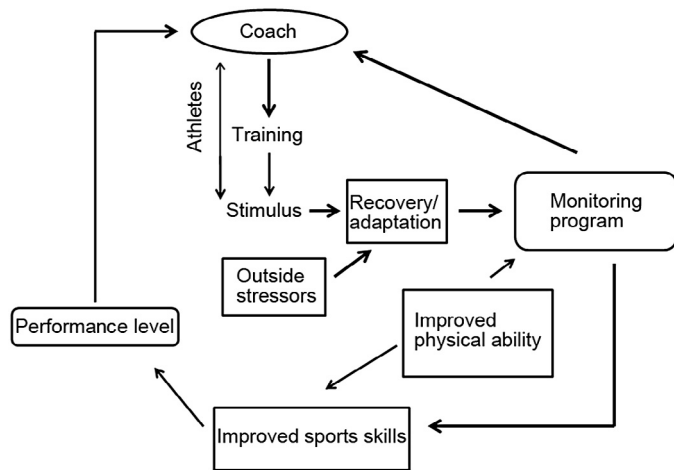 Coach
Athletes
Training
Stimulus
Recovery/
adaptation
Monitoring
program
Outside
stressors
Performance level
Improved
physical ability
Improved sports skills